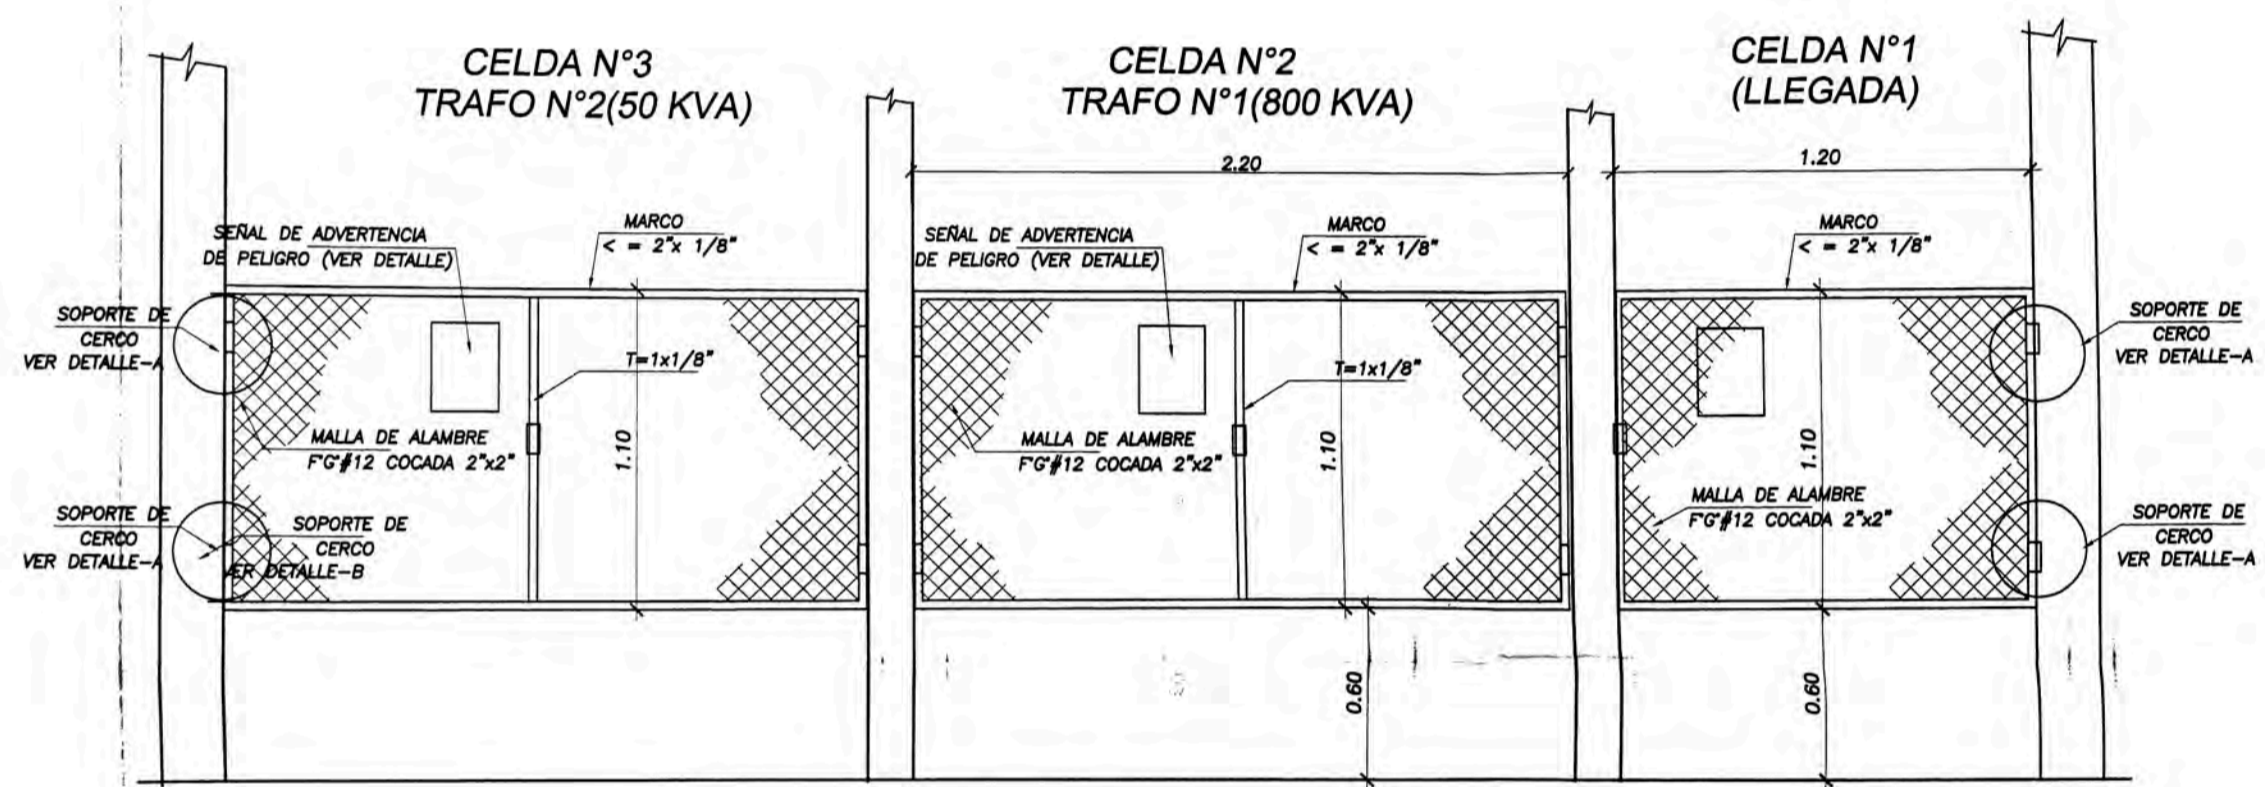 CELDA N°3
TRAFO N°2(50 KVA)
CELDA N°2
TRAFO N°1(800 KVA)
CELDA N°1
(LLEGADA)
2.20
1.20
SEÑAL DE ADVERTENCIA
DE PELIGRO (VER DETALLE)
MARCO
< = 2"x 1/8"
SEÑAL DE ADVERTENCIA
DE PELIGRO (VER DETALLE)
MARCO
< = 2"x 1/8"
MARCO
< = 2"x 1/8"
SOPORTE DE
CERCO
VER DETALLE-A
T=1x1/8"
T=1x1/8"
SOPORTE DE
CERCO
VER DETALLE-A
MALLA DE ALAMBRE
F°G°#12 COCADA 2"x2"
1.10
MALLA DE ALAMBRE
F°G°#12 COCADA 2"x2"
1.10
1.10
MALLA DE ALAMBRE
F°G°#12 COCADA 2"x2"
SOPORTE DE
CERCO
VER DETALLE-A
SOPORTE DE
CERCO
VER DETALLE-B
SOPORTE DE
CERCO
VER DETALLE-A
0.60
0.60